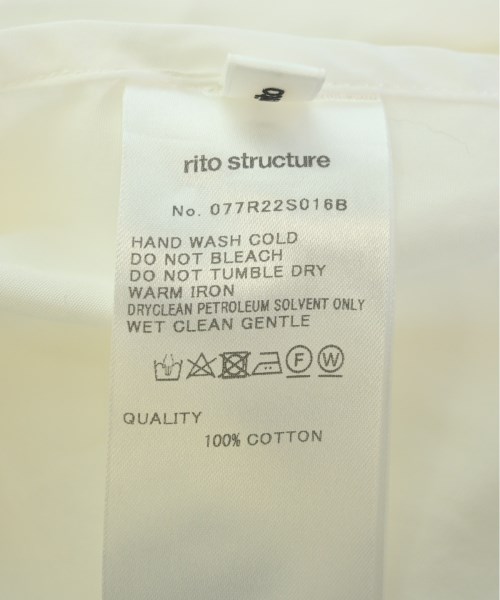 rito structure
No. 077R22S016B
HAND WASH COLD
DO NOT BLEACH
DO NOT TUMBLE DRY
WARM IRON
DRYCLEAN PETROLEUM SOLVENT ONLY
WET CLEAN GENTLE
F W
QUALITY
100% COTTON